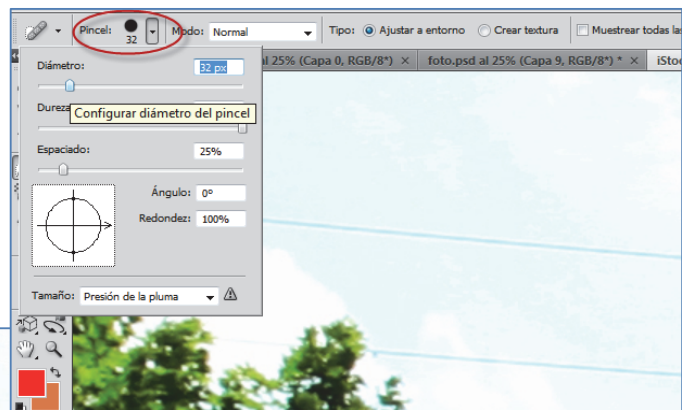 Pincel: 32 Modo: Normal Tipo: Ajustar a entorno Crear textura Muestrear todas las
al 25% (Capa 0, RGB/8*) × foto.psd al 25% (Capa 9, RGB/8*) * × iStoc
Diámetro: 32 px
Dureza
Configurar diámetro del pincel
Espaciado: 25%
Ángulo: 0º
Redondez: 100%
Tamaño: Presión de la pluma